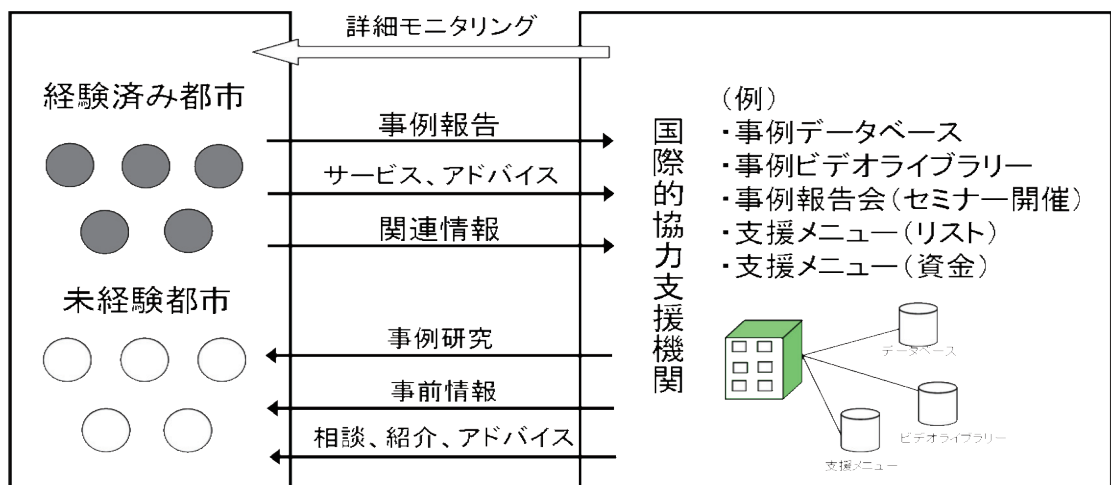 詳細モニタリング
経験済み都市
事例報告
サービス、アドバイス
関連情報
未経験都市
事例研究
事前情報
相談、紹介、アドバイス
国際的協力支援機関
（例）
・事例データベース
・事例ビデオライブラリー
・事例報告会（セミナー開催）
・支援メニュー（リスト）
・支援メニュー（資金）
データベース
ビデオライブラリー
支援メニュー